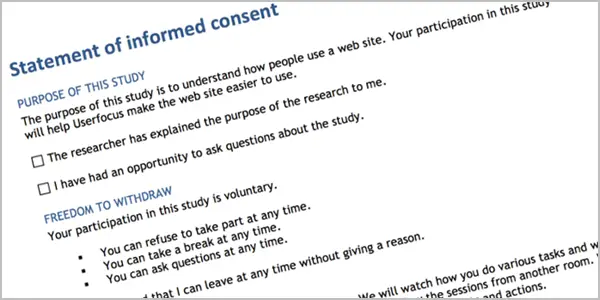 Statement of informed consent
PURPOSE OF THIS STUDY
The purpose of this study is to understand how people use a web site. Your participation in this study
will help Userfocus make the web site easier to use.
The researcher has explained the purpose of the research to me.
I have had an opportunity to ask questions about the study.
FREEDOM TO WITHDRAW
Your participation in this study is voluntary.
▪ You can refuse to take part at any time.
▪ You can take a break at any time.
▪ You can ask questions at any time.
that I can leave at any time without giving a reason.
We will watch how you do various tasks and
the sessions from another room.
and actions.